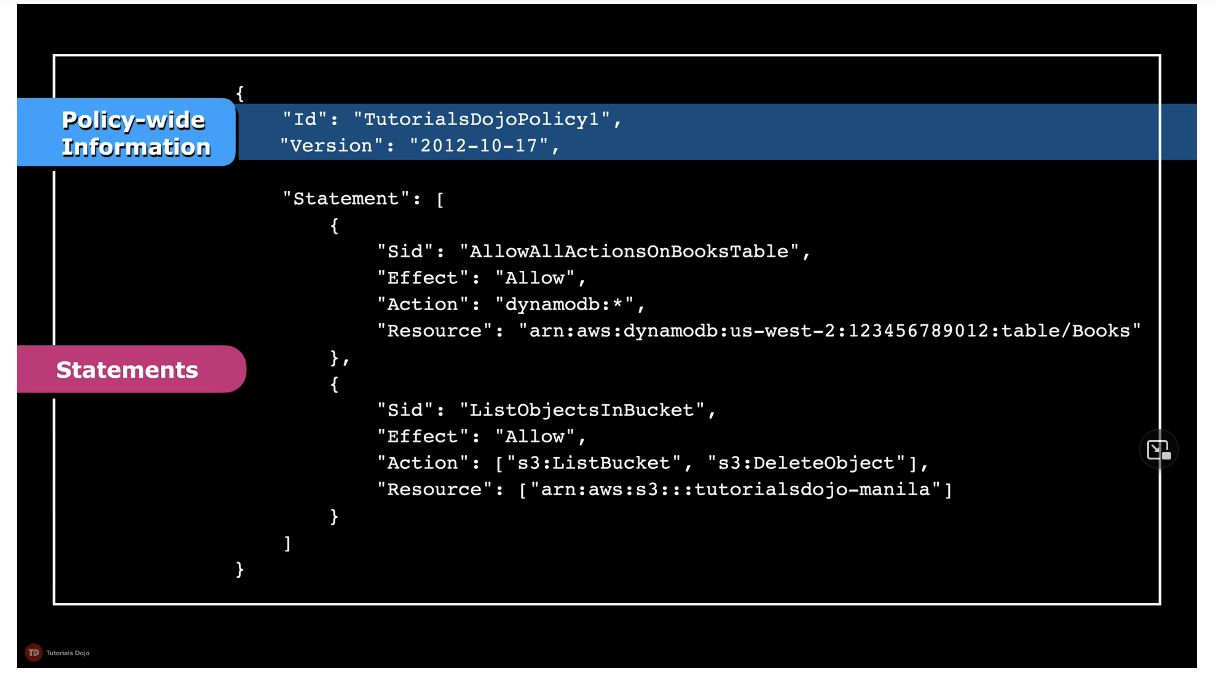 {
Policy-wide
Information
"Id": "TutorialsDojoPolicy1",
"Version": "2012-10-17",
"Statement": [
{
"Sid": "AllowAllActionsOnBooksTable",
"Effect": "Allow",
"Action": "dynamodb:*",
"Resource": "arn:aws:dynamodb:us-west-2:123456789012:table/Books"
},
Statements
{
"Sid": "ListObjectsInBucket",
"Effect": "Allow",
"Action": ["s3:ListBucket", "s3:DeleteObject"],
"Resource": ["arn:aws:s3:::tutorialsdojo-manila"]
}
]
}
TD Tutorials Dojo